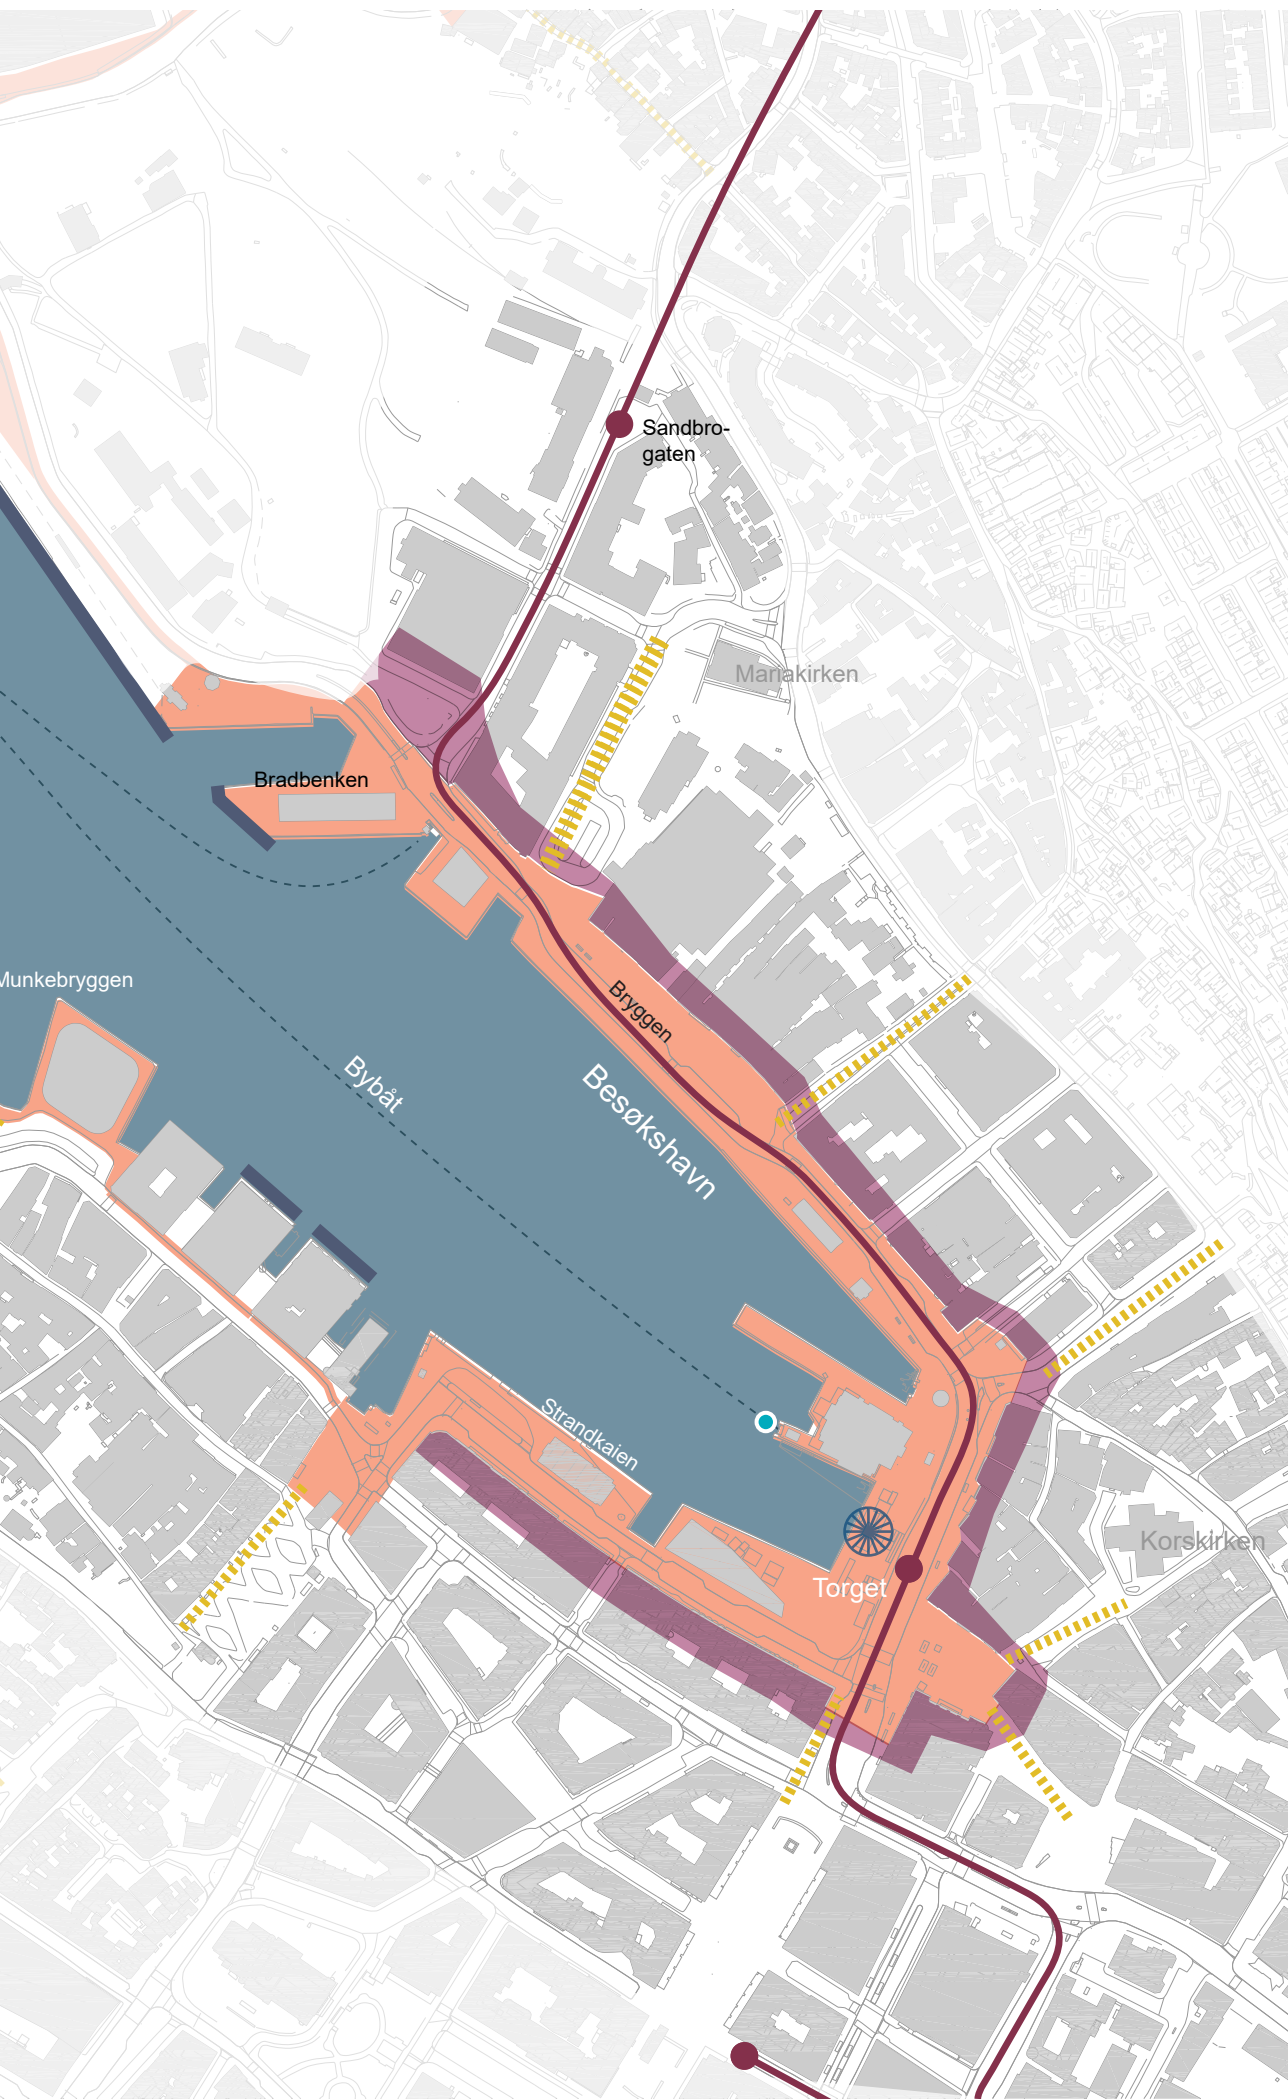 Sandbro-
gaten
Mariakirken
Bradbenken
Munkebryggen
Bryggen
Bybåt
Besøkshavn
Strandkaien
Korskirken
Torget